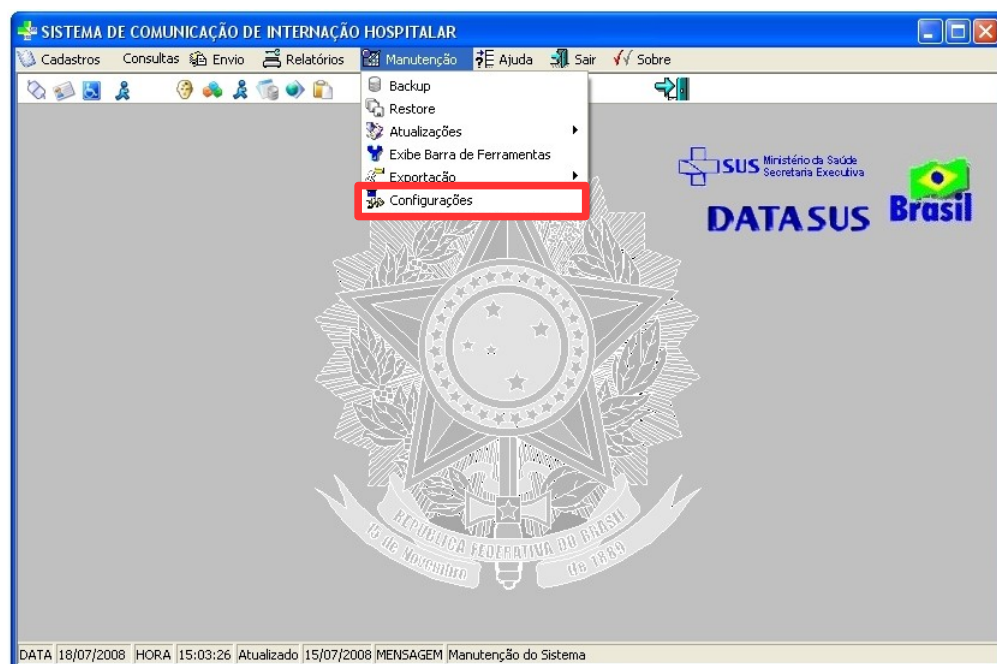 SISTEMA DE COMUNICAÇÃO DE INTERNAÇÃO HOSPITALAR
Cadastros Consultas Envio Relatórios Manutenção Ajuda Sair Sobre
Backup
Restore
Atualizações
Exibe Barra de Ferramentas
Exportação
Configurações
SUS Ministério da Saúde
Secretaria Executiva
DATASUS Brasil
REPUBLICA FEDERATIVA DO BRASIL
15 de Novembro de 1889
DATA 18/07/2008 HORA 15:03:26 Atualizado 15/07/2008 MENSAGEM Manutenção do Sistema